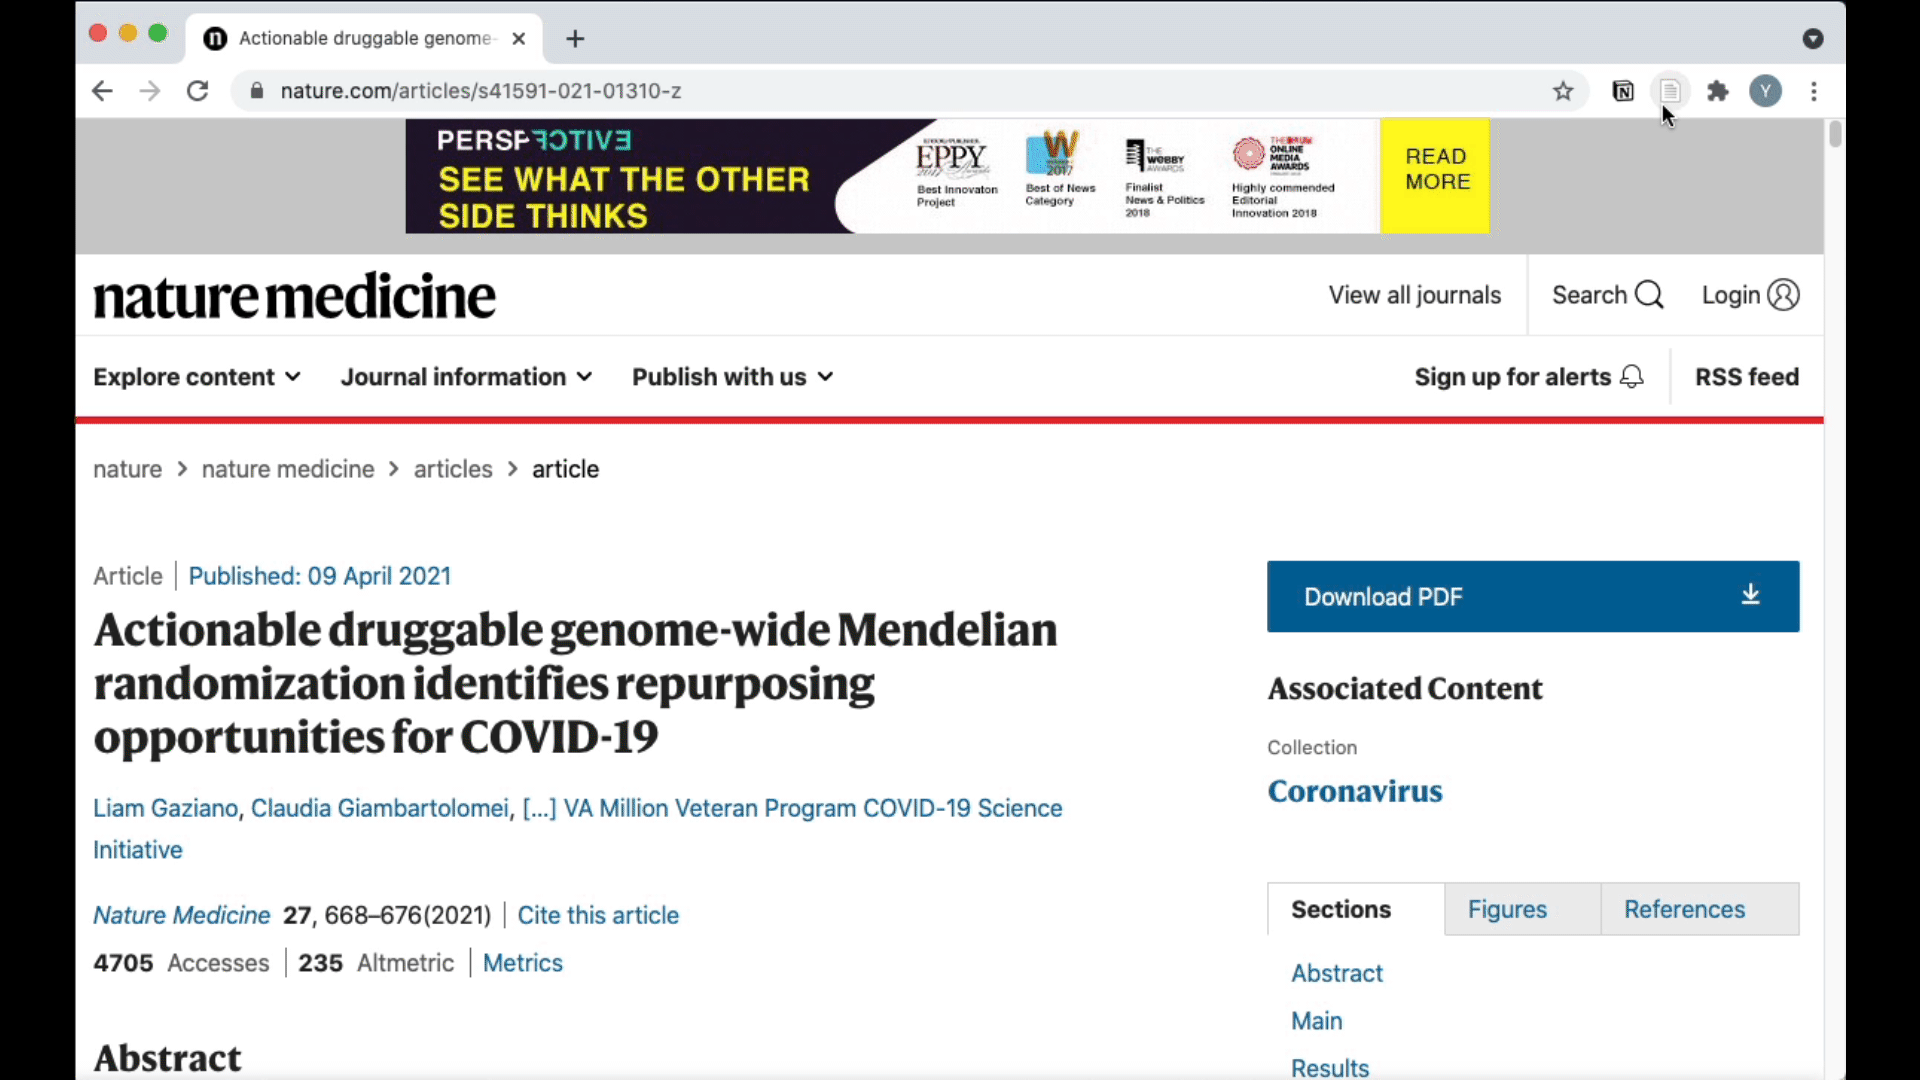 Actionable druggable genome-
nature.com/articles/s41591-021-01310-z
N
Y
PERSPECTIVE
SEE WHAT THE OTHER
SIDE THINKS
EPPY
2017
Best Innovaton
Project
W
2017
Best of News
Category
THE
WEBBY
AWARDS
Finalist
News & Politics
2018
ONLINE
MEDIA
AWARDS
Highly commended
Editorial
Innovation 2018
READ
MORE
nature medicine
View all journals
Search
Login
Explore content
Journal information
Publish with us
Sign up for alerts
RSS feed
nature > nature medicine > articles > article
Article | Published: 09 April 2021
Actionable druggable genome-wide Mendelian
randomization identifies repurposing
opportunities for COVID-19
Liam Gaziano, Claudia Giambartolomei, [...] VA Million Veteran Program COVID-19 Science
Initiative
Nature Medicine 27, 668–676(2021) | Cite this article
4705 Accesses | 235 Altmetric | Metrics
Abstract
Download PDF
Associated Content
Collection
Coronavirus
Sections
Figures
References
Abstract
Main
Results